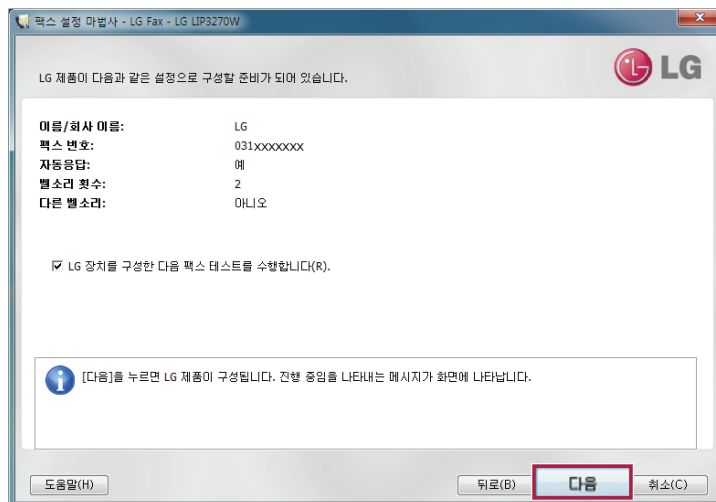 팩스 설정 마법사 - LG Fax - LG LIP3270W
LG
LG 제품이 다음과 같은 설정으로 구성할 준비가 되어 있습니다.
이름/회사 이름: LG
팩스 번호: 031xxxxxxx
자동응답: 예
벨소리 횟수: 2
다른 벨소리: 아니오
LG 장치를 구성한 다음 팩스 테스트를 수행합니다(R).
[다음]을 누르면 LG 제품이 구성됩니다. 진행 중임을 나타내는 메시지가 화면에 나타납니다.
도움말(H) 뒤로(B) 다음 취소(C)